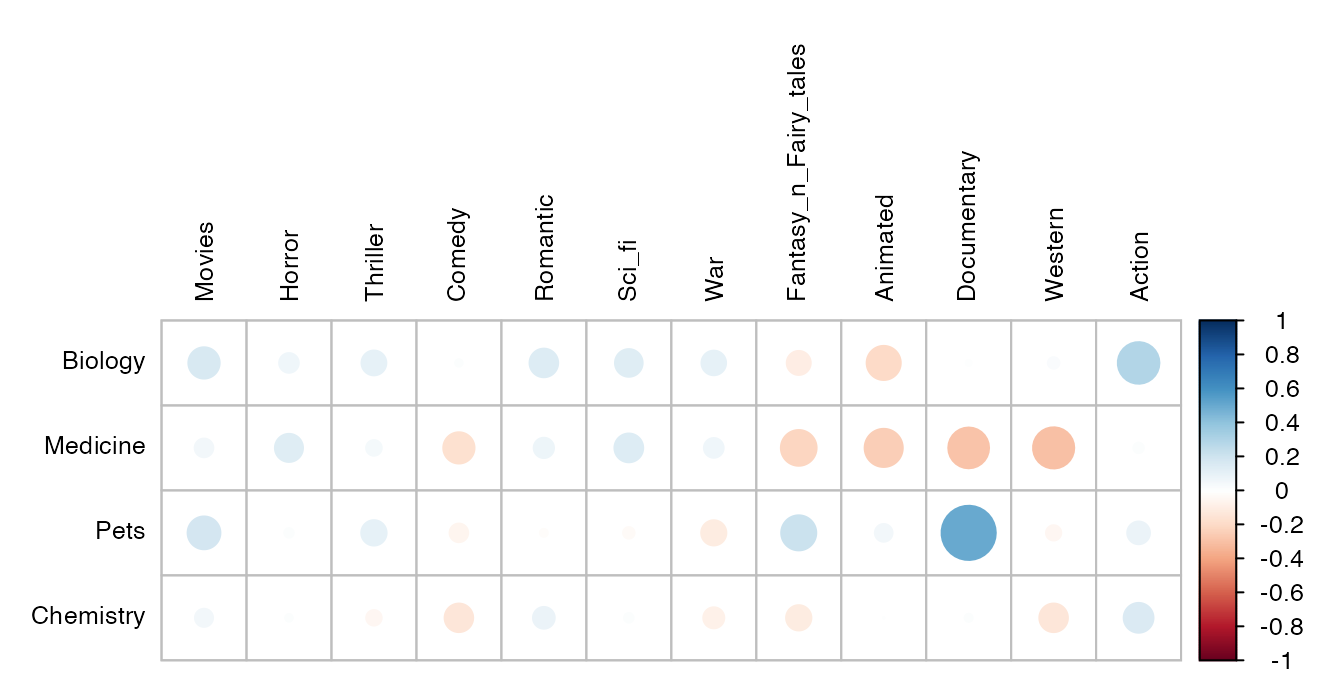 Movies
Horror
Thriller
Comedy
Romantic
Sci_fi
War
Fantasy_n_Fairy_tales
Animated
Documentary
Western
Action
Biology
Medicine
Pets
Chemistry
1
0.8
0.6
0.4
0.2
0
-0.2
-0.4
-0.6
-0.8
-1